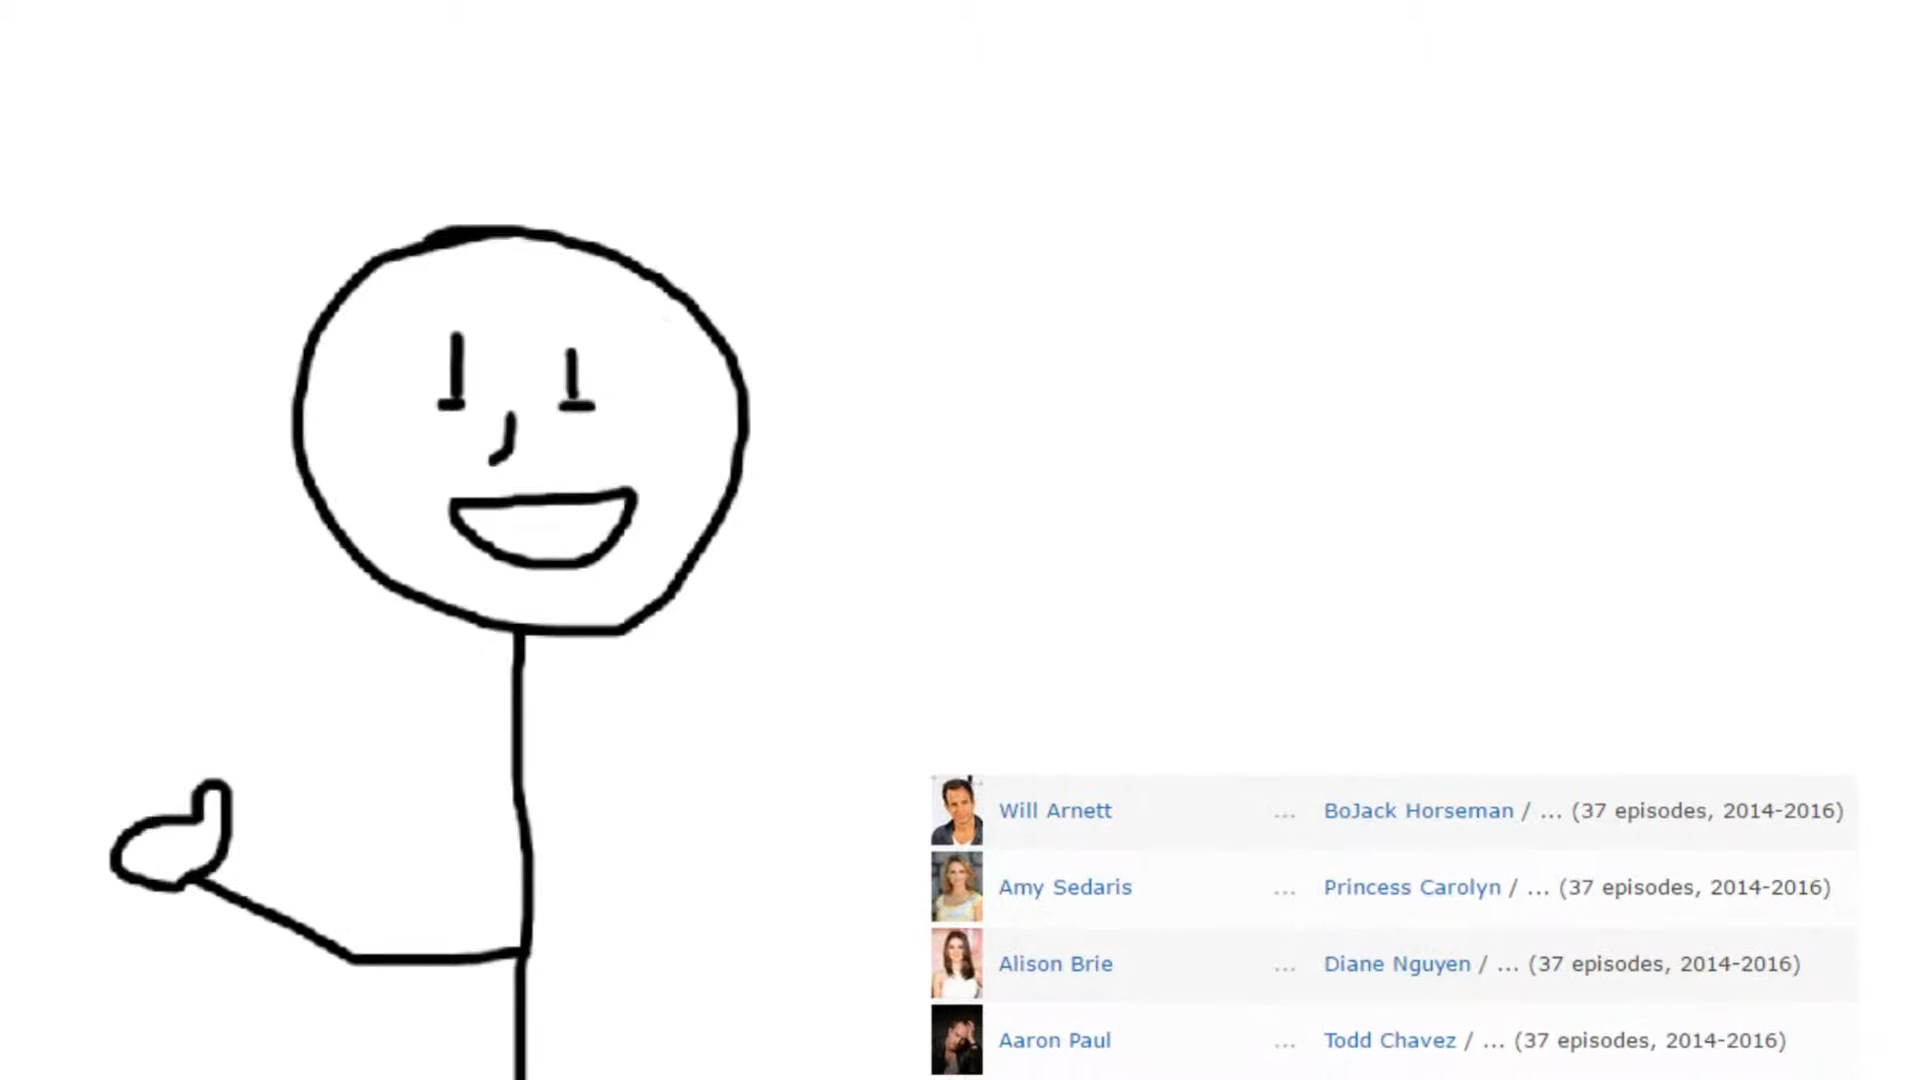 Will Arnett ... BoJack Horseman / ... (37 episodes, 2014-2016)
Amy Sedaris ... Princess Carolyn / ... (37 episodes, 2014-2016)
Alison Brie ... Diane Nguyen / ... (37 episodes, 2014-2016)
Aaron Paul ... Todd Chavez / ... (37 episodes, 2014-2016)